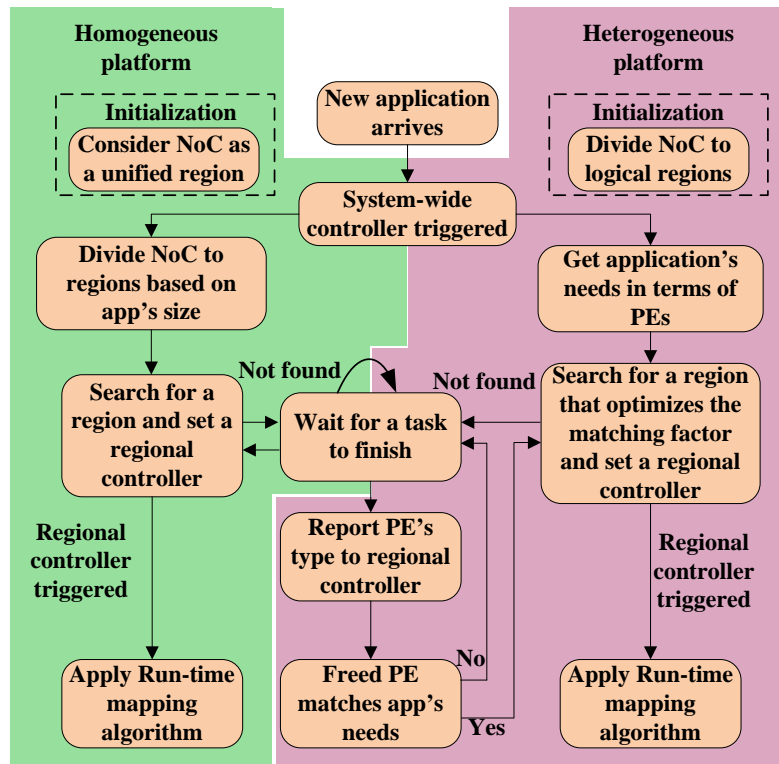 Homogeneous
platform
Heterogeneous
platform
Initialization
Consider NoC as
a unified region
New application
arrives
Initialization
Divide NoC to
logical regions
System-wide
controller triggered
Divide NoC to
regions based on
app's size
Get application's
needs in terms of
PEs
Not found
Not found
Search for a
region and set a
regional
controller
Wait for a task
to finish
Search for a region
that optimizes the
matching factor
and set a regional
controller
Regional
controller
triggered
Report PE's
type to regional
controller
Regional
controller
triggered
Apply Run-time
mapping
algorithm
Freed PE
matches app's
needs
No
Yes
Apply Run-time
mapping
algorithm